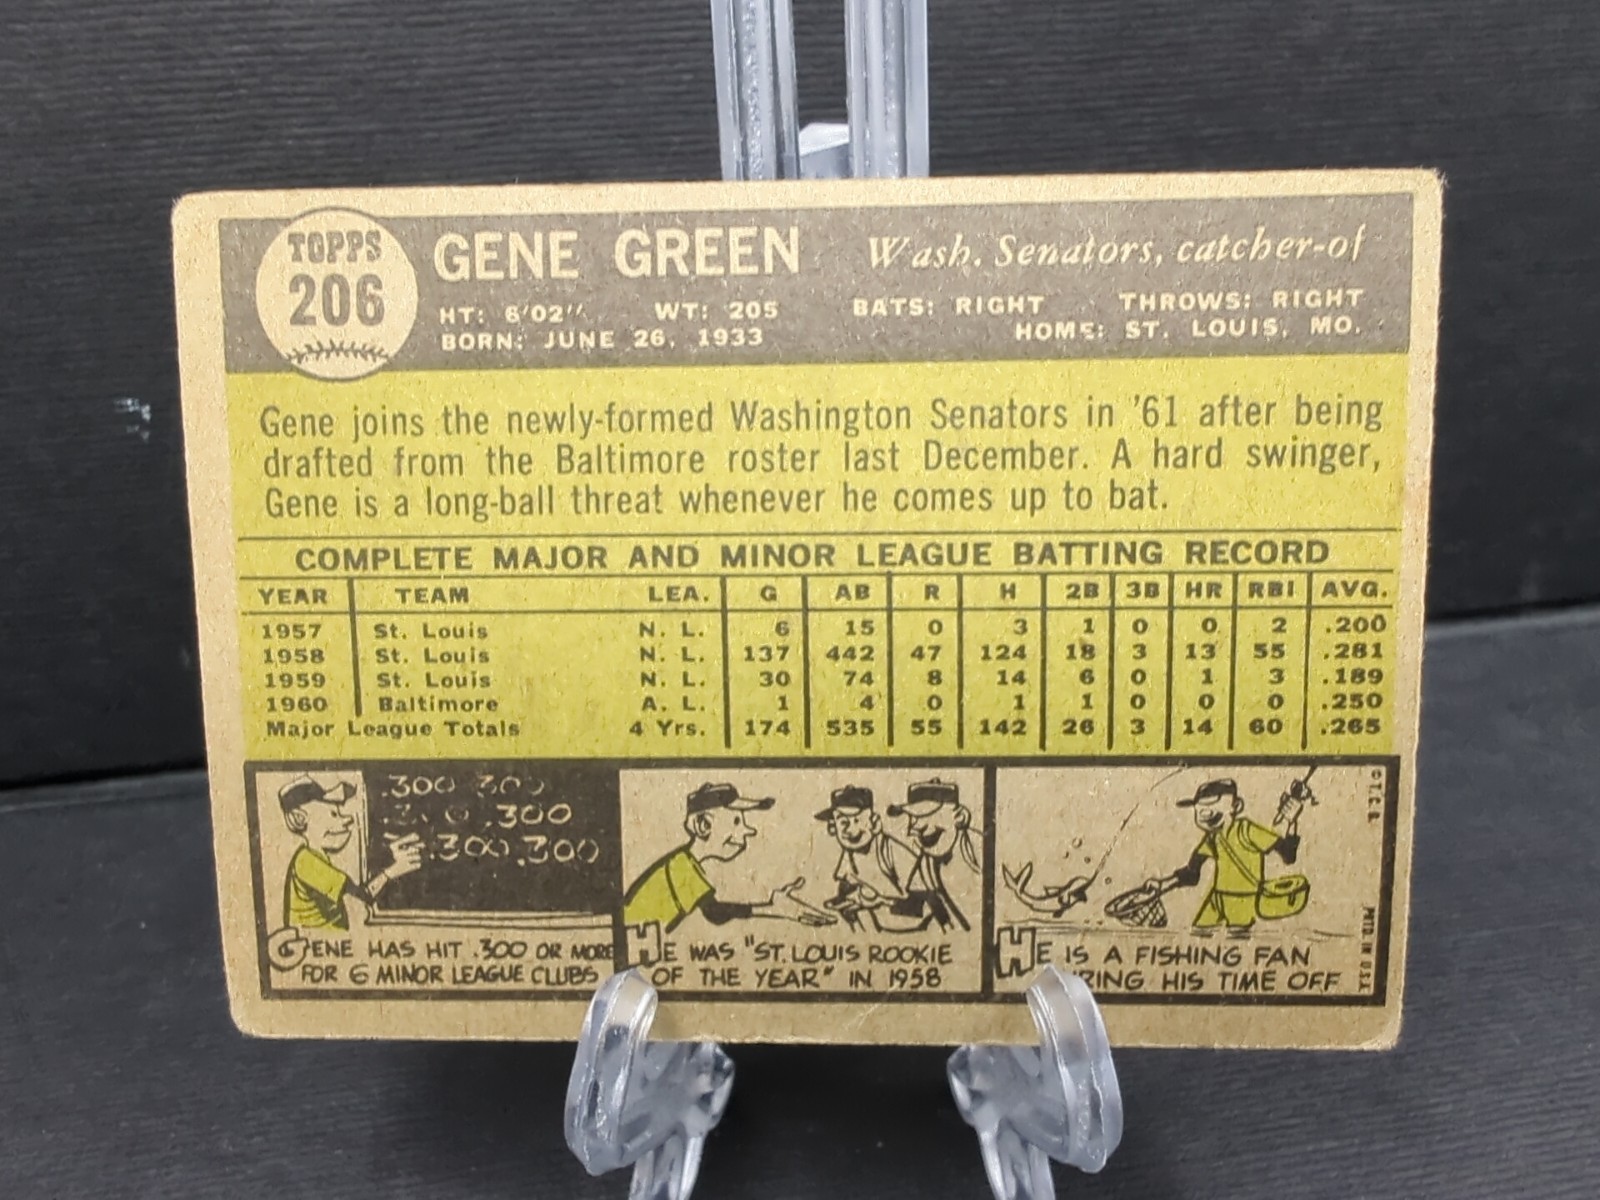 TOPPS
206
GENE GREEN
Wash. Senators, catcher-of
HT: 6'02" WT: 205 BATS: RIGHT THROWS: RIGHT
BORN: JUNE 26, 1933 HOME: ST. LOUIS, MO.
Gene joins the newly-formed Washington Senators in '61 after being
drafted from the Baltimore roster last December. A hard swinger,
Gene is a long-ball threat whenever he comes up to bat.
COMPLETE MAJOR AND MINOR LEAGUE BATTING RECORD
YEAR TEAM LEA. G AB R H 2B 3B HR RBI AVG.
1957 St. Louis N. L. 6 15 0 3 1 0 0 2 .200
1958 St. Louis N. L. 137 442 47 124 18 3 13 55 .281
1959 St. Louis N. L. 30 74 8 14 6 0 1 3 .189
1960 Baltimore A. L. 1 4 0 1 1 0 0 0 .250
Major League Totals 4 Yrs. 174 535 55 142 26 3 14 60 .265
.300 .300
.300
.300 .300
GENE HAS HIT .300 OR MORE
FOR 6 MINOR LEAGUE CLUBS
HE WAS "ST. LOUIS ROOKIE
OF THE YEAR" IN 1958
HE IS A FISHING FAN
HIS TIME OFF
© T.C.G.
PRTD. IN U.S.A.